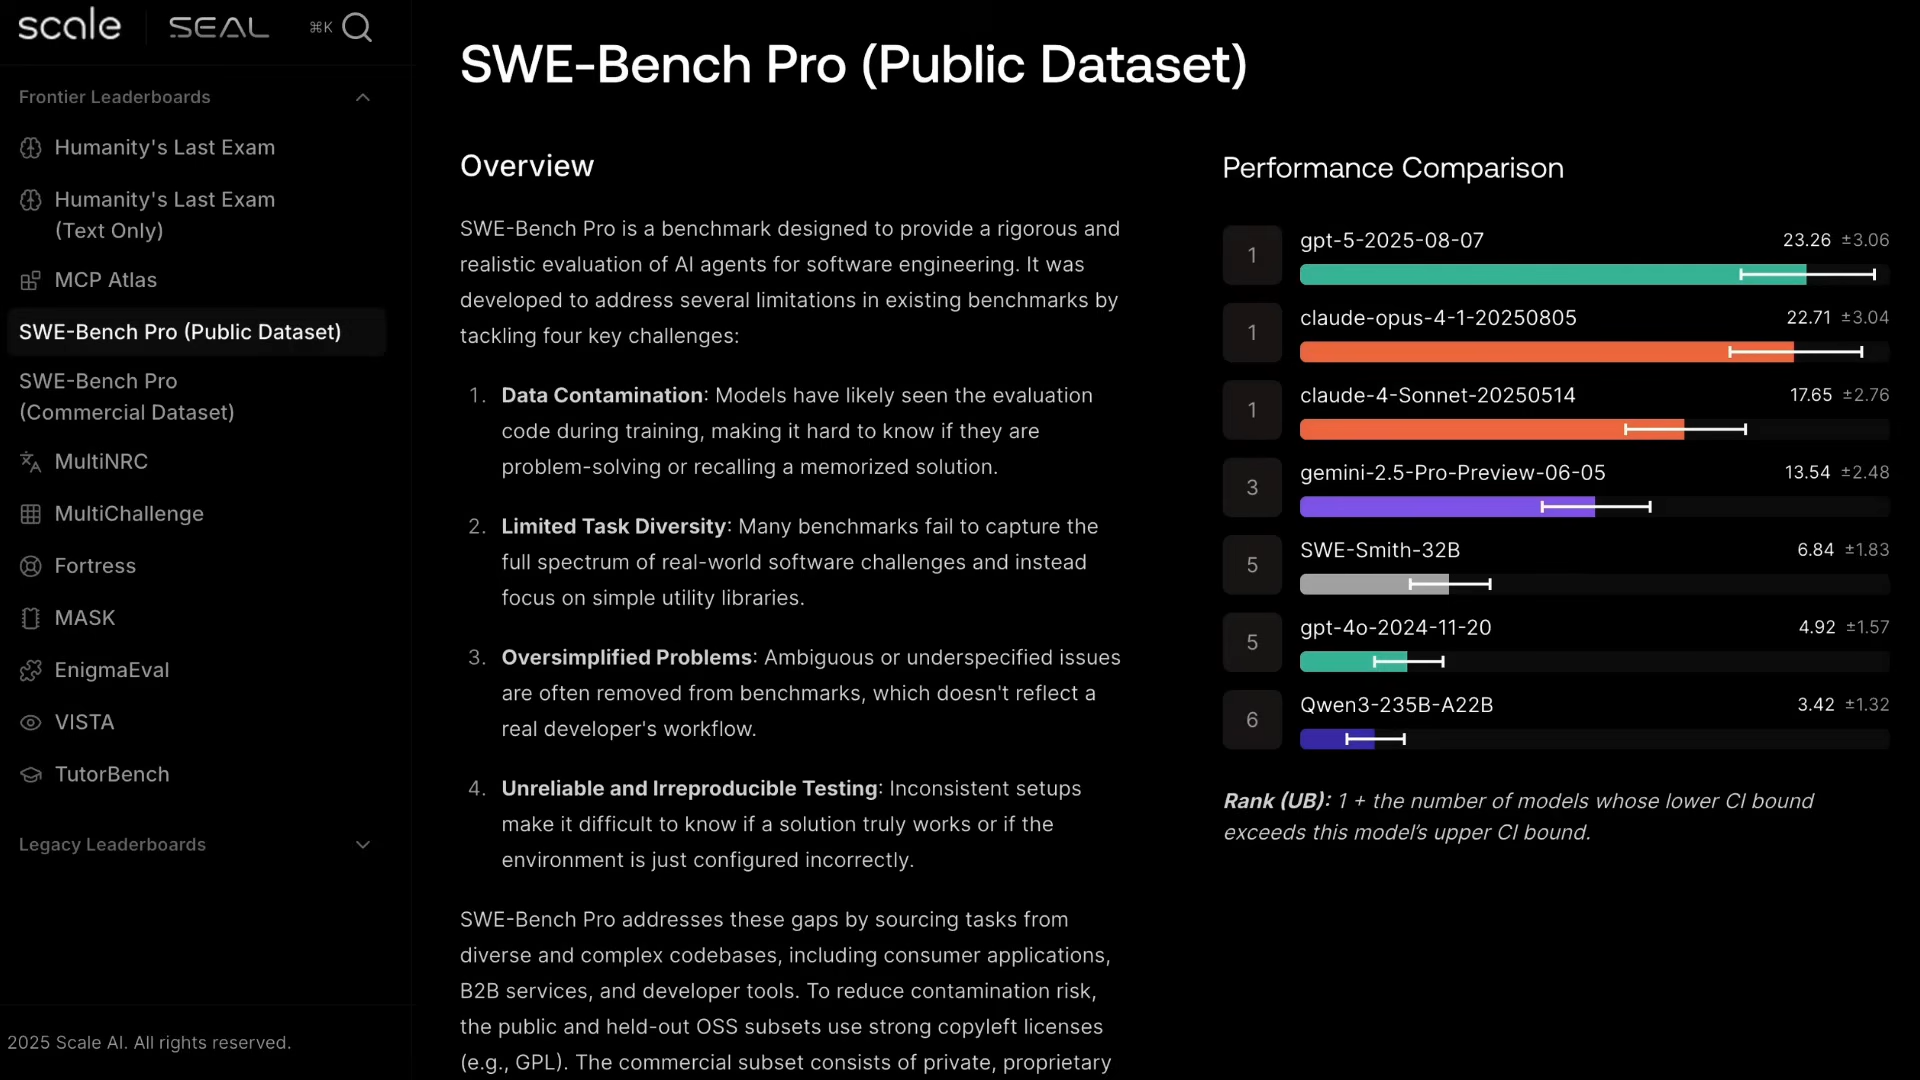 scale
SEAL
⌘K
Frontier Leaderboards
Humanity's Last Exam
Humanity's Last Exam
(Text Only)
MCP Atlas
SWE-Bench Pro (Public Dataset)
SWE-Bench Pro
(Commercial Dataset)
MultiNRC
MultiChallenge
Fortress
MASK
EnigmaEval
VISTA
TutorBench
Legacy Leaderboards
2025 Scale AI. All rights reserved.
SWE-Bench Pro (Public Dataset)
Overview
SWE-Bench Pro is a benchmark designed to provide a rigorous and
realistic evaluation of AI agents for software engineering. It was
developed to address several limitations in existing benchmarks by
tackling four key challenges:
1. Data Contamination: Models have likely seen the evaluation
code during training, making it hard to know if they are
problem-solving or recalling a memorized solution.
2. Limited Task Diversity: Many benchmarks fail to capture the
full spectrum of real-world software challenges and instead
focus on simple utility libraries.
3. Oversimplified Problems: Ambiguous or underspecified issues
are often removed from benchmarks, which doesn't reflect a
real developer's workflow.
4. Unreliable and Irreproducible Testing: Inconsistent setups
make it difficult to know if a solution truly works or if the
environment is just configured incorrectly.
SWE-Bench Pro addresses these gaps by sourcing tasks from
diverse and complex codebases, including consumer applications,
B2B services, and developer tools. To reduce contamination risk,
the public and held-out OSS subsets use strong copyleft licenses
(e.g., GPL). The commercial subset consists of private, proprietary
Performance Comparison
1 gpt-5-2025-08-07 23.26 ±3.06
1 claude-opus-4-1-20250805 22.71 ±3.04
1 claude-4-Sonnet-20250514 17.65 ±2.76
3 gemini-2.5-Pro-Preview-06-05 13.54 ±2.48
5 SWE-Smith-32B 6.84 ±1.83
5 gpt-4o-2024-11-20 4.92 ±1.57
6 Qwen3-235B-A22B 3.42 ±1.32
Rank (UB): 1 + the number of models whose lower CI bound
exceeds this model’s upper CI bound.